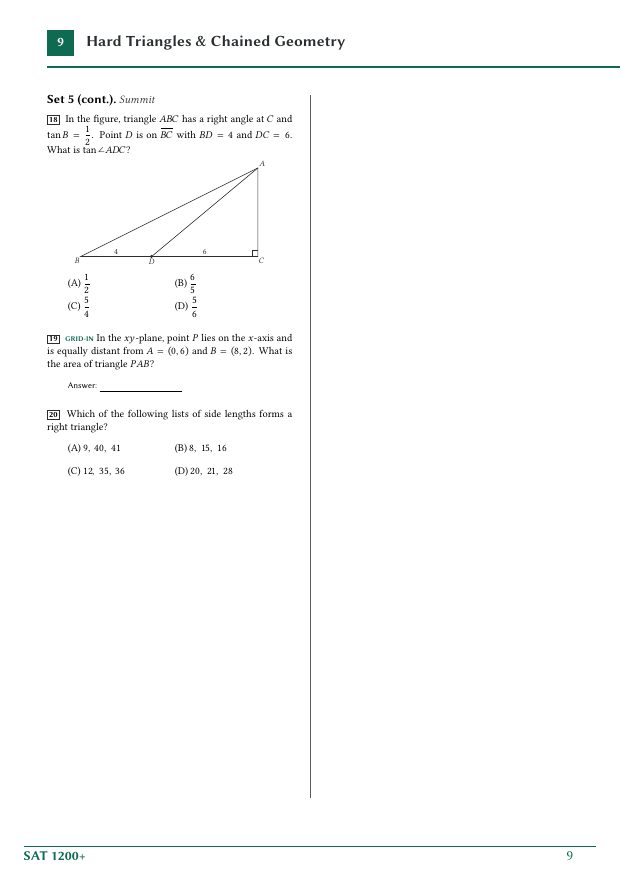 9 Hard Triangles & Chained Geometry
Set 5 (cont.). Summit
18 In the figure, triangle ABC has a right angle at C and
tan B = 1/2. Point D is on BC with BD = 4 and DC = 6.
What is tan ∠ADC?
A
4 6
B D C
(A) 1/2 (B) 6/5
(C) 5/4 (D) 5/6
19 GRID-IN In the xy-plane, point P lies on the x-axis and
is equally distant from A = (0, 6) and B = (8, 2). What is
the area of triangle PAB?
Answer:
20 Which of the following lists of side lengths forms a
right triangle?
(A) 9, 40, 41 (B) 8, 15, 16
(C) 12, 35, 36 (D) 20, 21, 28
SAT 1200+ 9